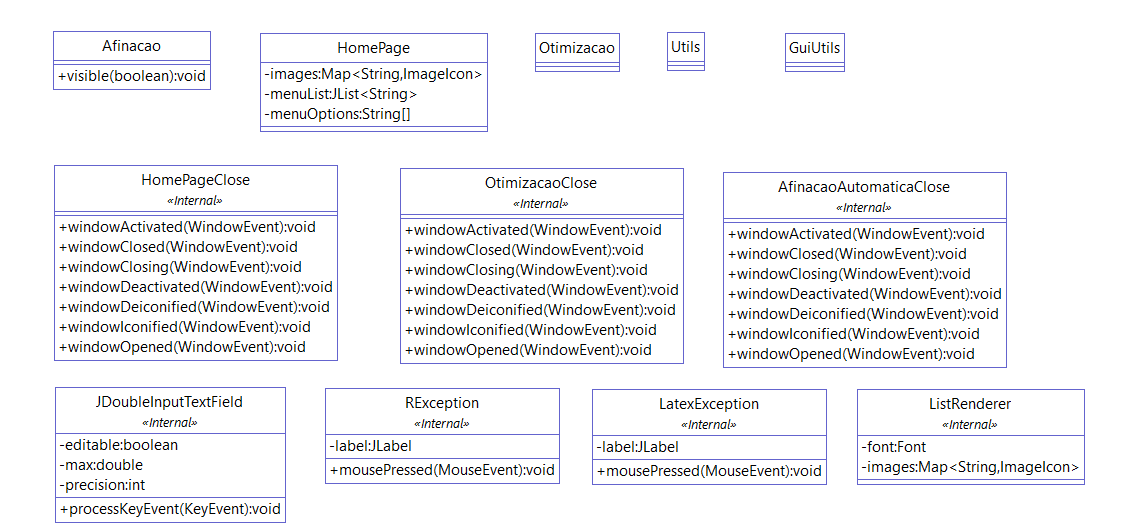 Afinacao
+visible(boolean):void
HomePage
-images:Map<String,ImageIcon>
-menuList:JList<String>
-menuOptions:String[]
Otimizacao
Utils
GuiUtils
HomePageClose
«Internal»
+windowActivated(WindowEvent):void
+windowClosed(WindowEvent):void
+windowClosing(WindowEvent):void
+windowDeactivated(WindowEvent):void
+windowDeiconified(WindowEvent):void
+windowIconified(WindowEvent):void
+windowOpened(WindowEvent):void
OtimizacaoClose
«Internal»
+windowActivated(WindowEvent):void
+windowClosed(WindowEvent):void
+windowClosing(WindowEvent):void
+windowDeactivated(WindowEvent):void
+windowDeiconified(WindowEvent):void
+windowIconified(WindowEvent):void
+windowOpened(WindowEvent):void
AfinacaoAutomaticaClose
«Internal»
+windowActivated(WindowEvent):void
+windowClosed(WindowEvent):void
+windowClosing(WindowEvent):void
+windowDeactivated(WindowEvent):void
+windowDeiconified(WindowEvent):void
+windowIconified(WindowEvent):void
+windowOpened(WindowEvent):void
JDoubleInputTextField
«Internal»
-editable:boolean
-max:double
-precision:int
+processKeyEvent(KeyEvent):void
RException
«Internal»
-label:JLabel
+mousePressed(MouseEvent):void
LatexException
«Internal»
-label:JLabel
+mousePressed(MouseEvent):void
ListRenderer
«Internal»
-font:Font
-images:Map<String,ImageIcon>